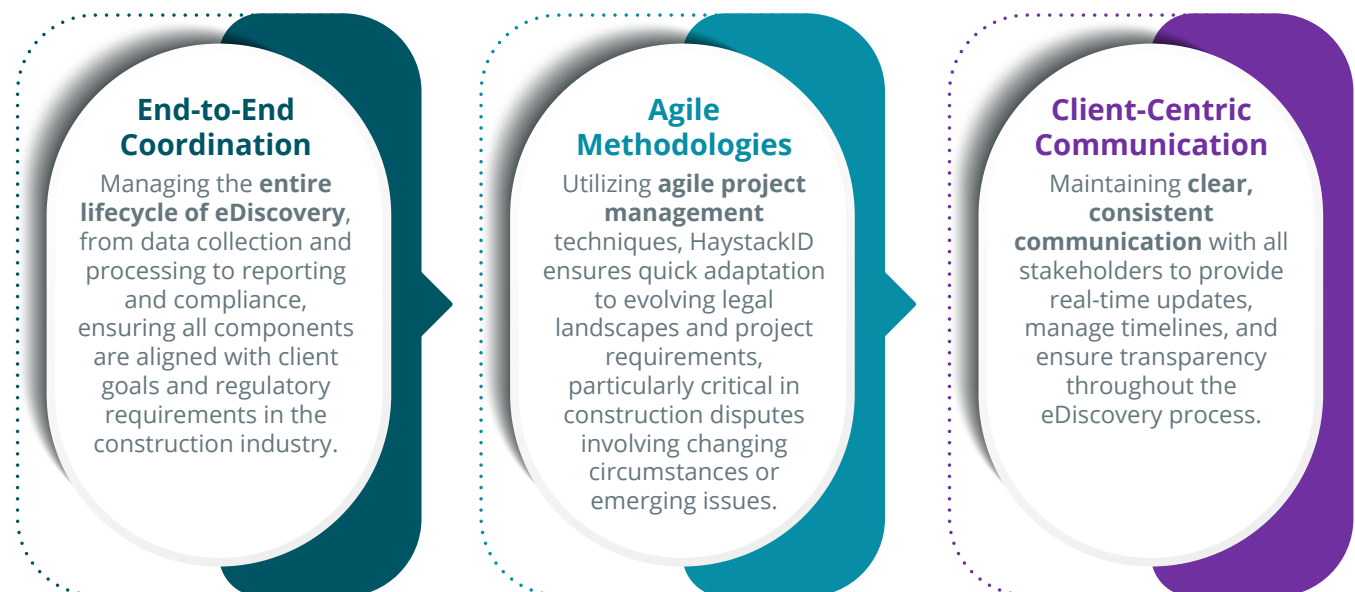 End-to-End
Coordination
Managing the entire
lifecycle of eDiscovery,
from data collection and
processing to reporting
and compliance,
ensuring all components
are aligned with client
goals and regulatory
requirements in the
construction industry.
Agile
Methodologies
Utilizing agile project
management
techniques, HaystackID
ensures quick adaptation
to evolving legal
landscapes and project
requirements,
particularly critical in
construction disputes
involving changing
circumstances or
emerging issues.
Client-Centric
Communication
Maintaining clear,
consistent
communication with all
stakeholders to provide
real-time updates,
manage timelines, and
ensure transparency
throughout the
eDiscovery process.